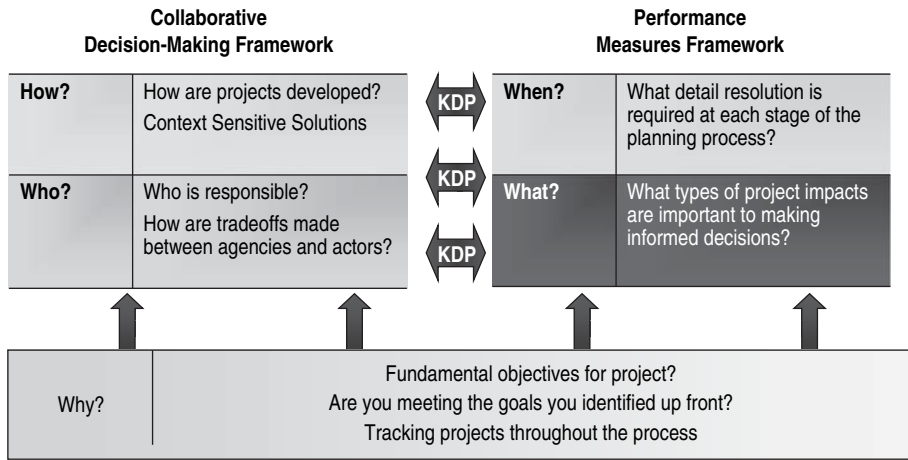 Collaborative
Decision-Making Framework
Performance
Measures Framework
How?
How are projects developed?
Context Sensitive Solutions
KDP
When?
What detail resolution is
required at each stage of the
planning process?
KDP
Who?
Who is responsible?
How are tradeoffs made
between agencies and actors?
KDP
What?
What types of project impacts
are important to making
informed decisions?
Why?
Fundamental objectives for project?
Are you meeting the goals you identified up front?
Tracking projects throughout the process